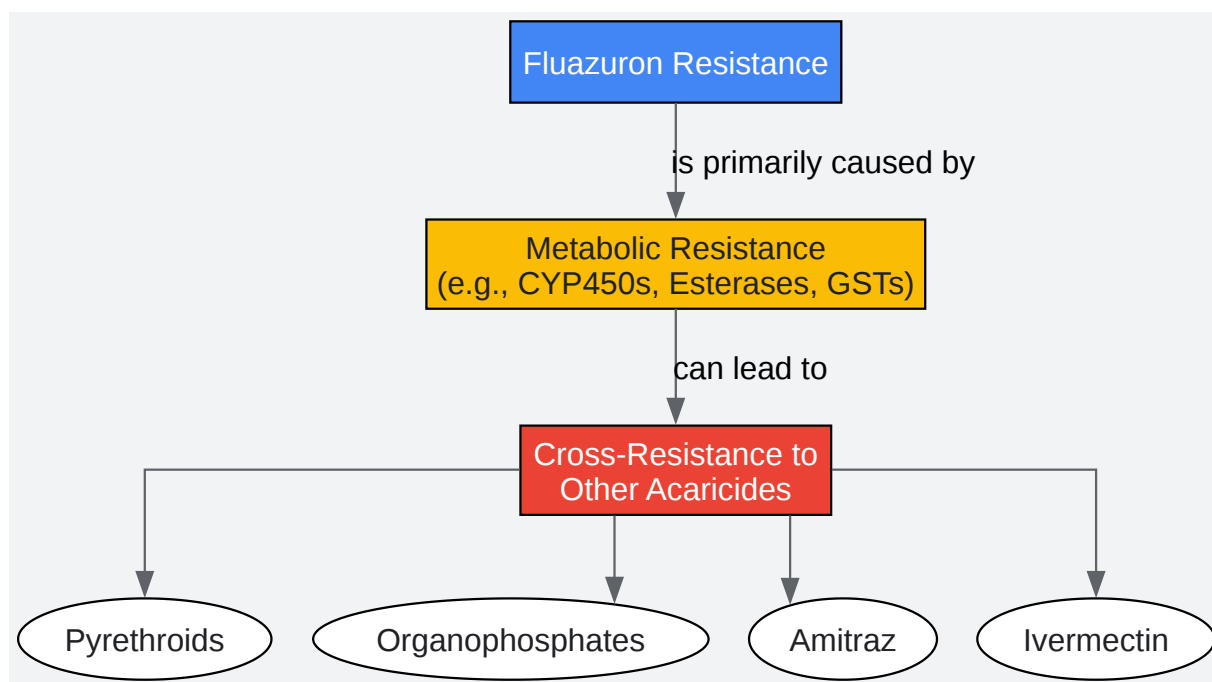 Fluazuron Resistance
is primarily caused by
Metabolic Resistance
(e.g., CYP450s, Esterases, GSTs)
can lead to
Cross-Resistance to
Other Acaricides
Pyrethroids
Organophosphates
Amitraz
Ivermectin